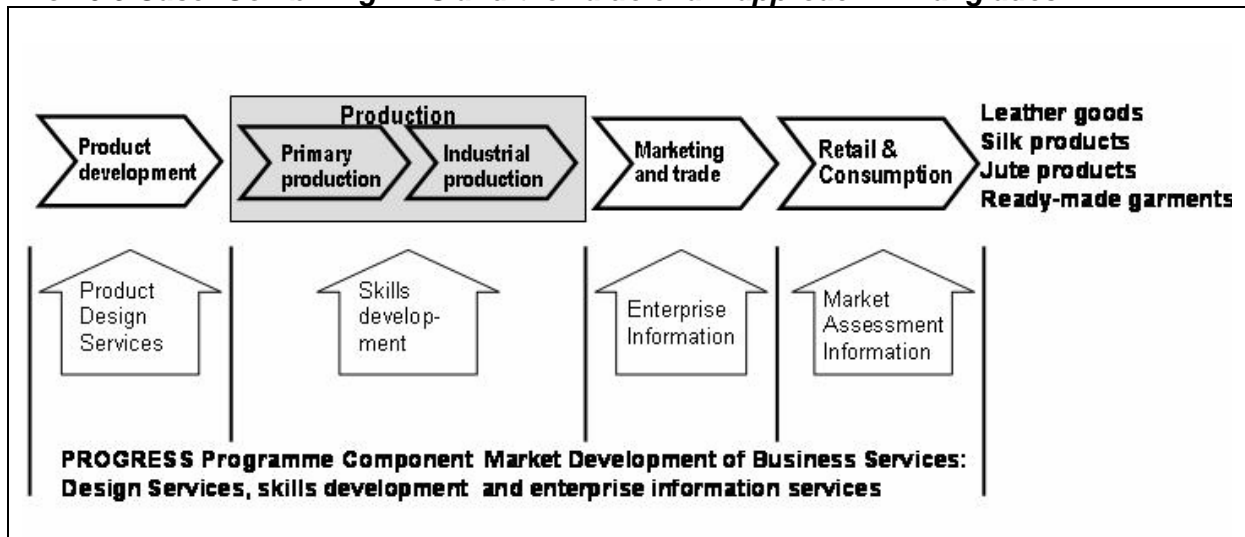 Production
Product
development
Primary
production
Industrial
production
Marketing
and trade
Retail &
Consumption
Leather goods
Silk products
Jute products
Ready-made garments
Product
Design
Services
Skills
develop-
ment
Enterprise
Information
Market
Assessment
Information
PROGRESS Programme Component Market Development of Business Services:
Design Services, skills development and enterprise information services